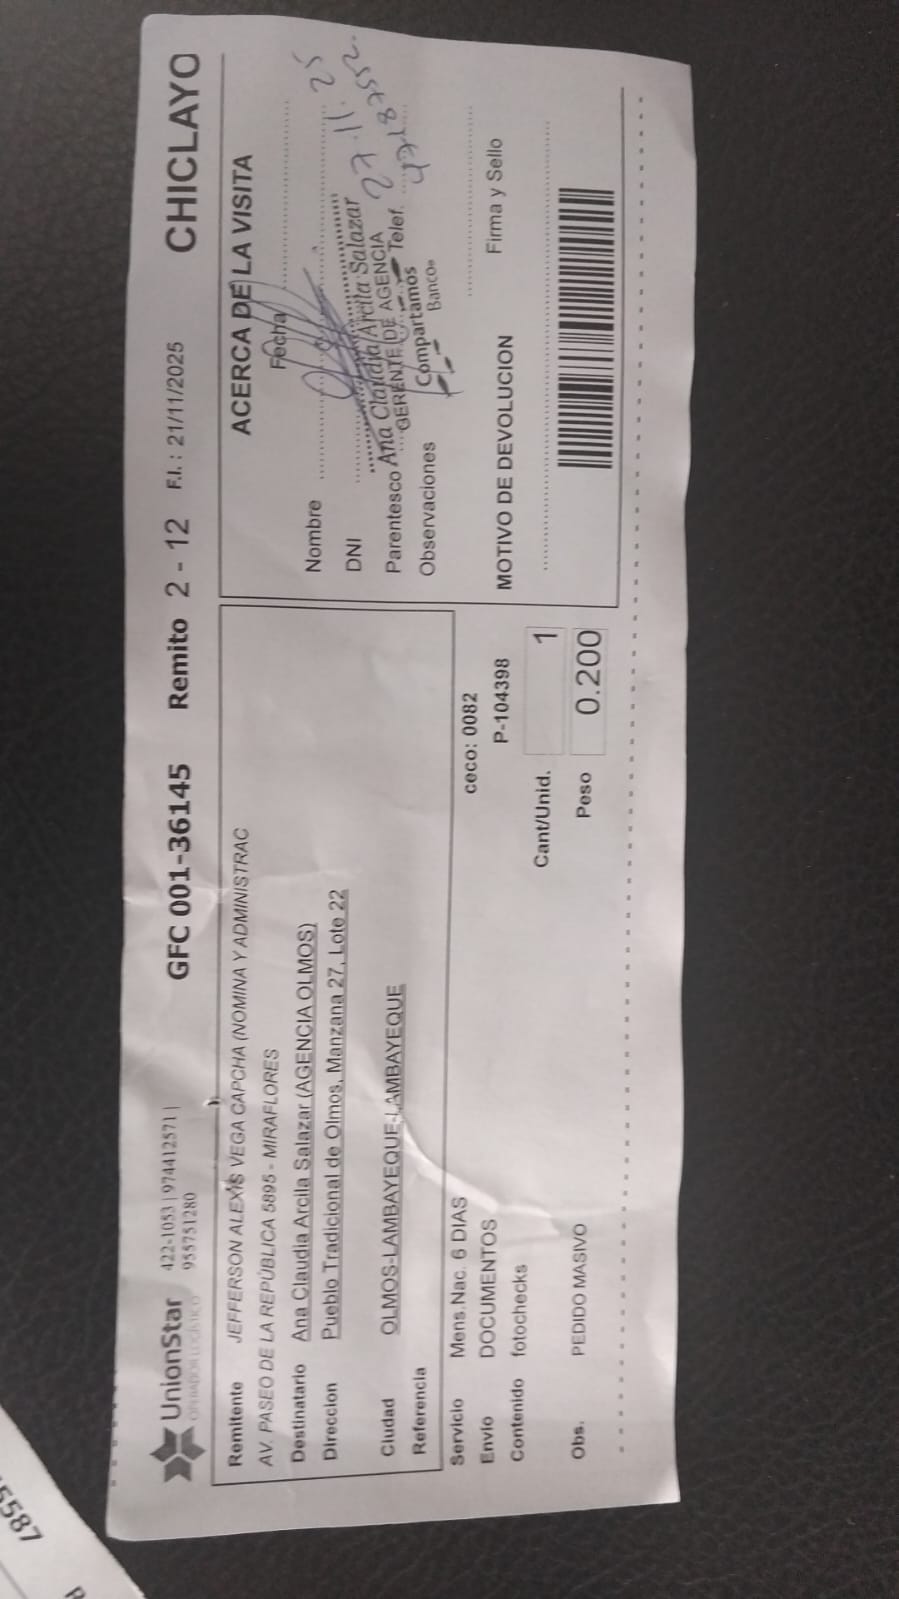 UnionStar
OPERADOR LOGISTICO
422-1053 | 974412571 |
955751280
GFC 001-36145
Remito 2 - 12
F.I. : 21/11/2025
CHICLAYO
Remitente JEFFERSON ALEXIS VEGA CAPCHA (NOMINA Y ADMINISTRAC
AV. PASEO DE LA REPÚBLICA 5895 - MIRAFLORES
Destinatario Ana Claudia Arcila Salazar (AGENCIA OLMOS)
Direccion Pueblo Tradicional de Olmos, Manzana 27, Lote 22
Ciudad OLMOS-LAMBAYEQUE-LAMBAYEQUE
Referencia
Servicio Mens.Nac. 6 DIAS
ceco: 0082
Envio DOCUMENTOS
P-104398
Contenido fotochecks
Cant/Unid. 1
Obs. PEDIDO MASIVO
Peso 0.200
ACERCA DE LA VISITA
Fecha
Nombre
27.11.25
DNI
Parentesco
Telef.
Ana Claudia Arcila Salazar
GERENTE DE AGENCIA
Compartamos
Banco
Observaciones
MOTIVO DE DEVOLUCION
Firma y Sello
5587